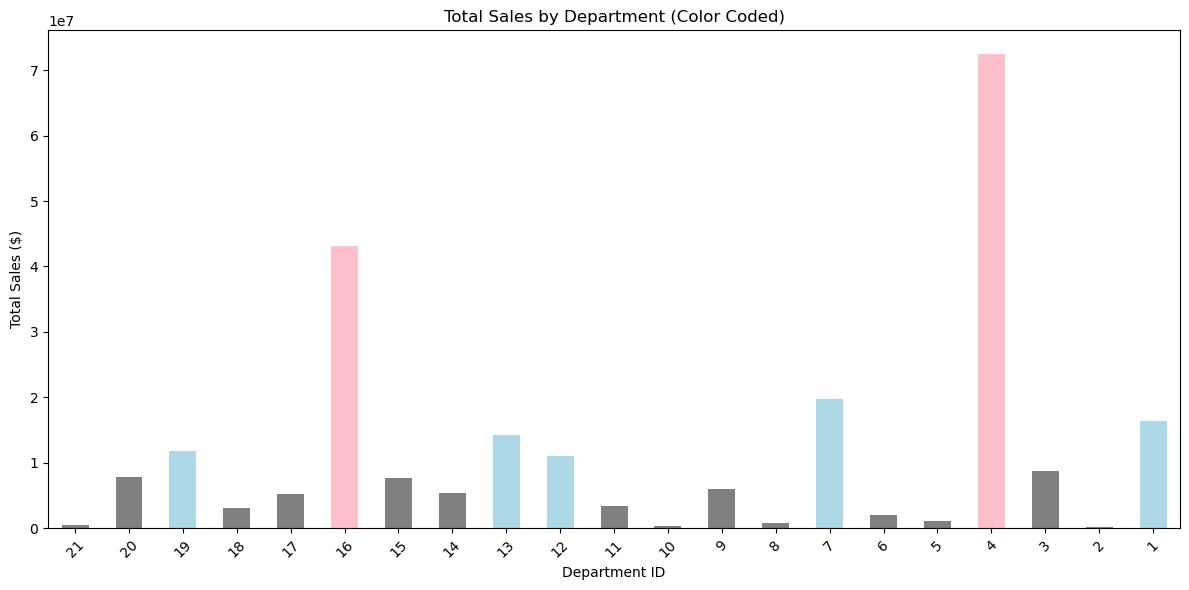 Total Sales by Department (Color Coded)
1e7
7
6
5
4
3
2
1
0
Total Sales ($)
21 20 19 18 17 16 15 14 13 12 11 10 9 8 7 6 5 4 3 2 1
Department ID